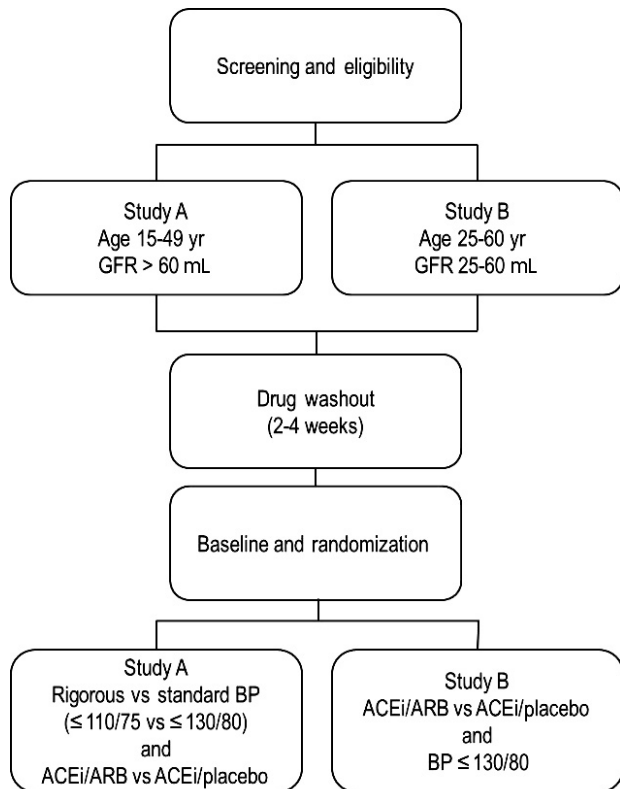 Screening and eligibility
Study A
Age 15-49 yr
GFR > 60 mL
Study B
Age 25-60 yr
GFR 25-60 mL
Drug washout
(2-4 weeks)
Baseline and randomization
Study A
Rigorous vs standard BP
(≤ 110/75 vs ≤ 130/80)
and
ACEi/ARB vs ACEi/placebo
Study B
ACEi/ARB vs ACEi/placebo
and
BP ≤ 130/80